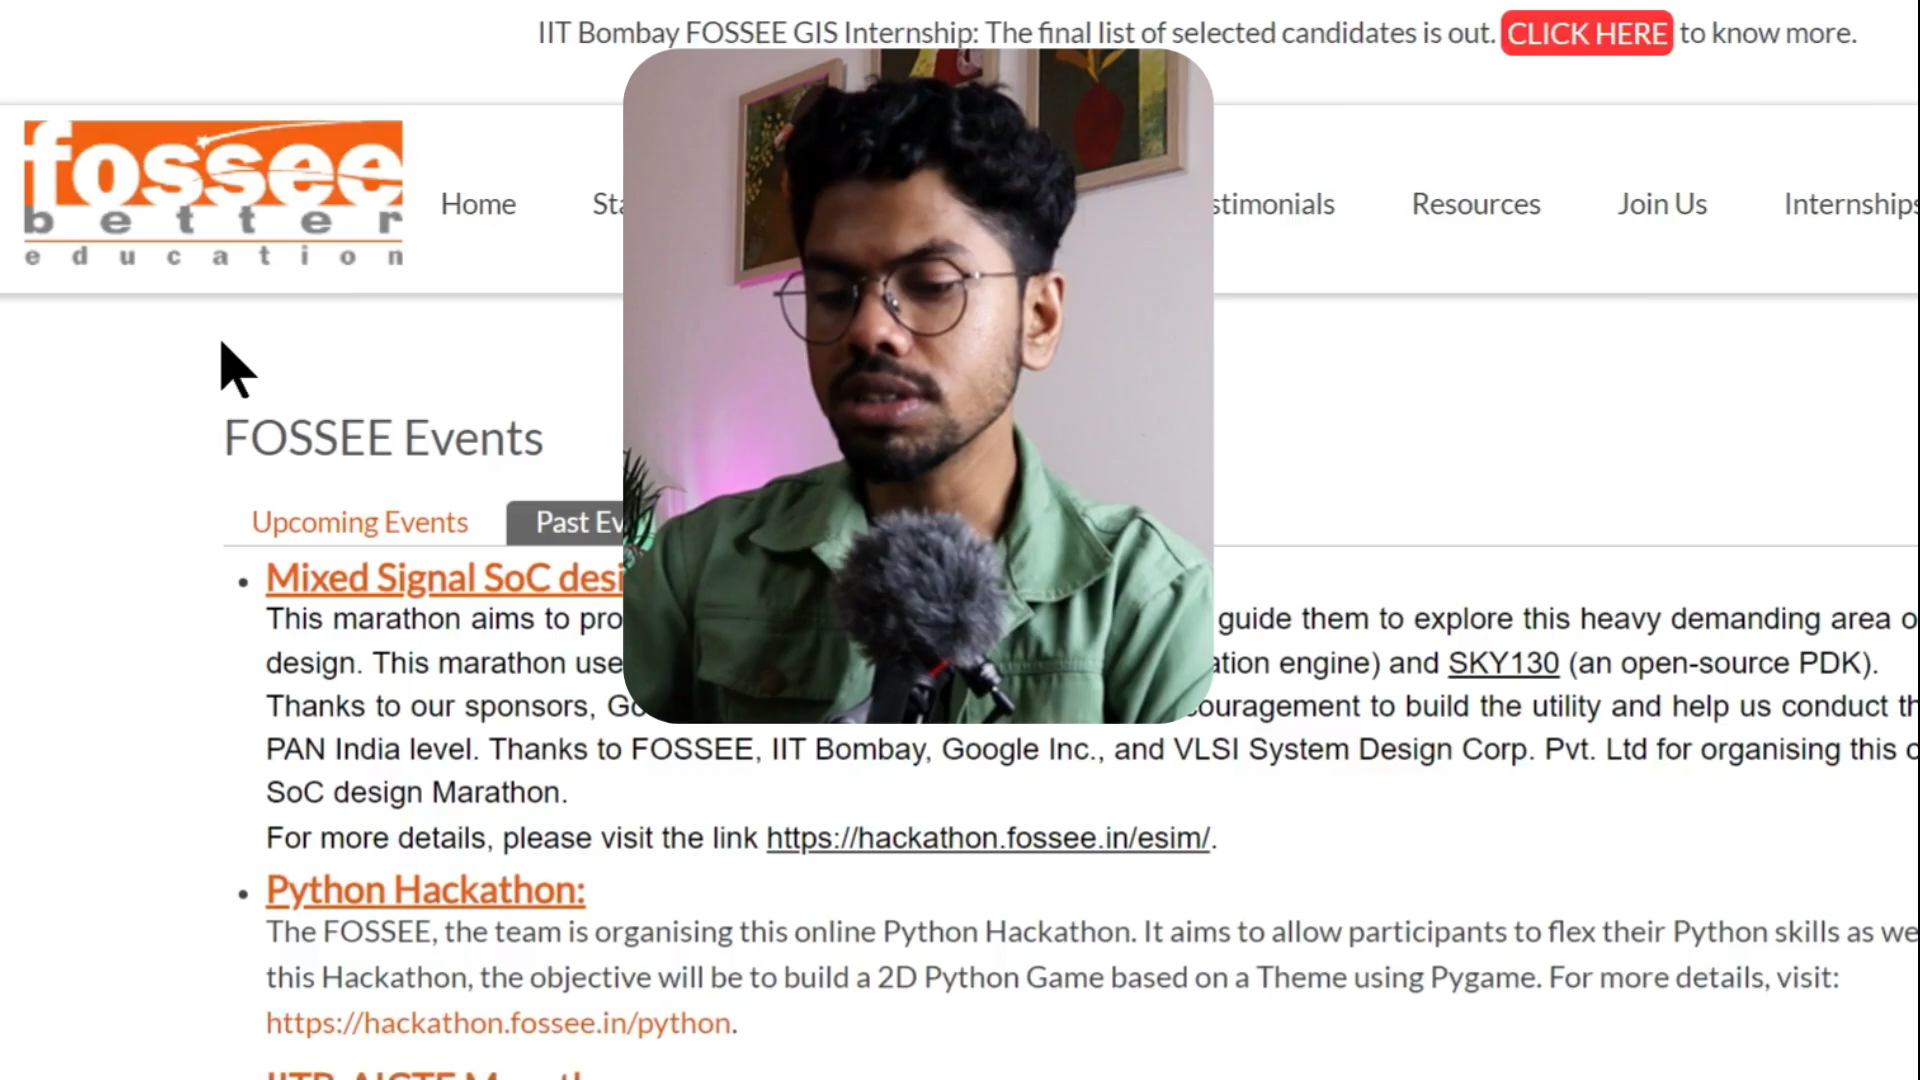 IIT Bombay FOSSEE GIS Internship: The final list of selected candidates is out. CLICK HERE to know more.
fossee
better
education
Home Sta stimonials Resources Join Us Internships
FOSSEE Events
Upcoming Events Past Ev
Mixed Signal SoC desi
This marathon aims to pro guide them to explore this heavy demanding area o
design. This marathon use ation engine) and SKY130 (an open-source PDK).
Thanks to our sponsors, Go ouragement to build the utility and help us conduct th
PAN India level. Thanks to FOSSEE, IIT Bombay, Google Inc., and VLSI System Design Corp. Pvt. Ltd for organising this c
SoC design Marathon.
For more details, please visit the link https://hackathon.fossee.in/esim/.
Python Hackathon:
The FOSSEE, the team is organising this online Python Hackathon. It aims to allow participants to flex their Python skills as we
this Hackathon, the objective will be to build a 2D Python Game based on a Theme using Pygame. For more details, visit:
https://hackathon.fossee.in/python.